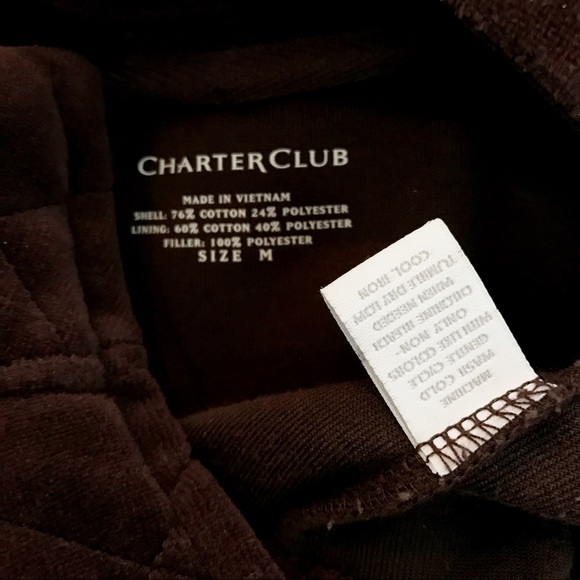 CHARTER CLUB
MADE IN VIETNAM
SHELL: 76% COTTON 24% POLYESTER
LINING: 60% COTTON 40% POLYESTER
FILLER: 100% POLYESTER
SIZE M
MACHINE
WASH COLD
GENTLE CYCLE
WITH LIKE COLORS
ONLY NON-
CHLORINE BLEACH
WHEN NEEDED
TUMBLE DRY LOW
COOL IRON